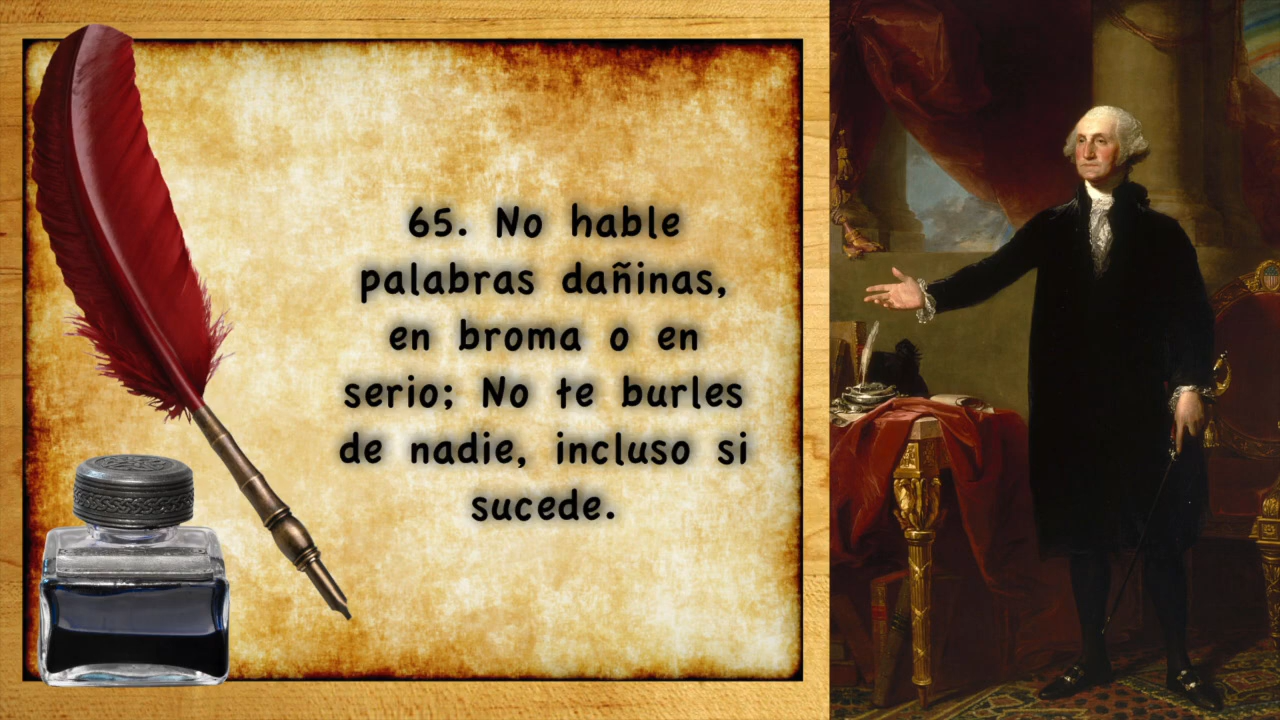 65. No hable
palabras dañinas,
en broma o en
serio; No te burles
de nadie, incluso si
sucede.